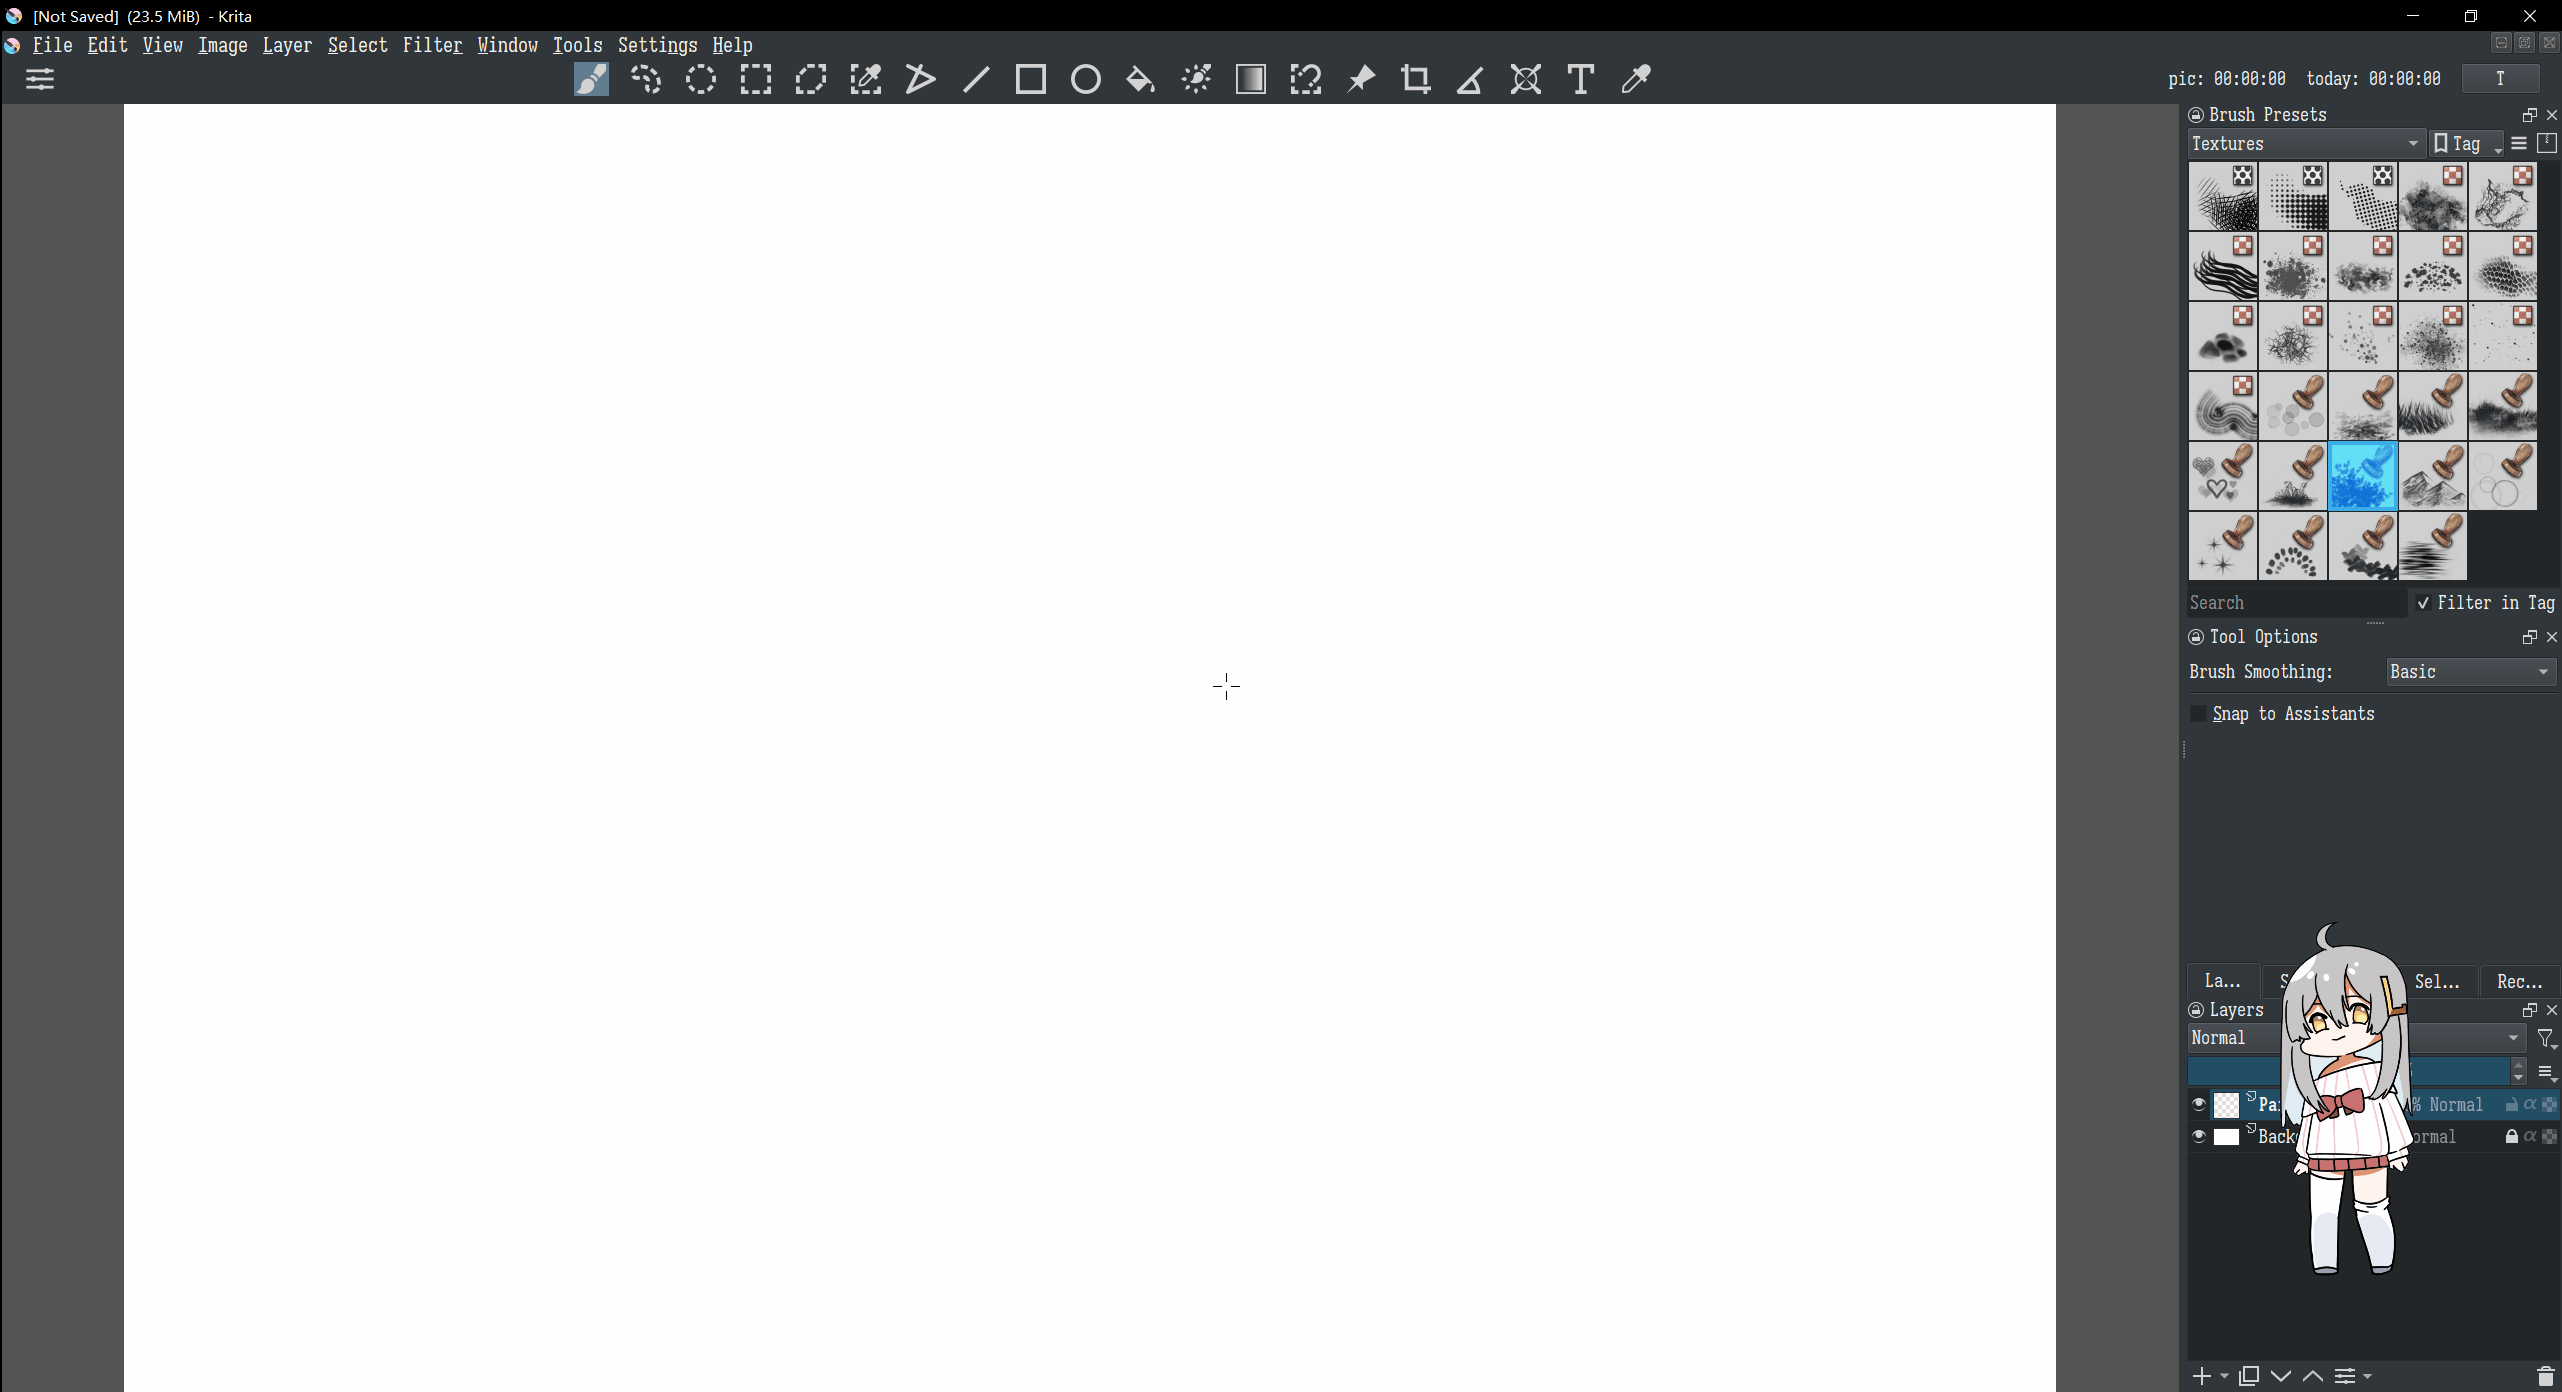 [Not Saved] (23.5 MiB) - Krita
File Edit View Image Layer Select Filter Window Tools Settings Help
pic: 00:00:00 today: 00:00:00 T
Brush Presets
Textures Tag
Search Filter in Tag
Tool Options
Brush Smoothing: Basic
Snap to Assistants
La... S Sel... Rec...
Layers
Normal
Pai % Normal
Back ormal